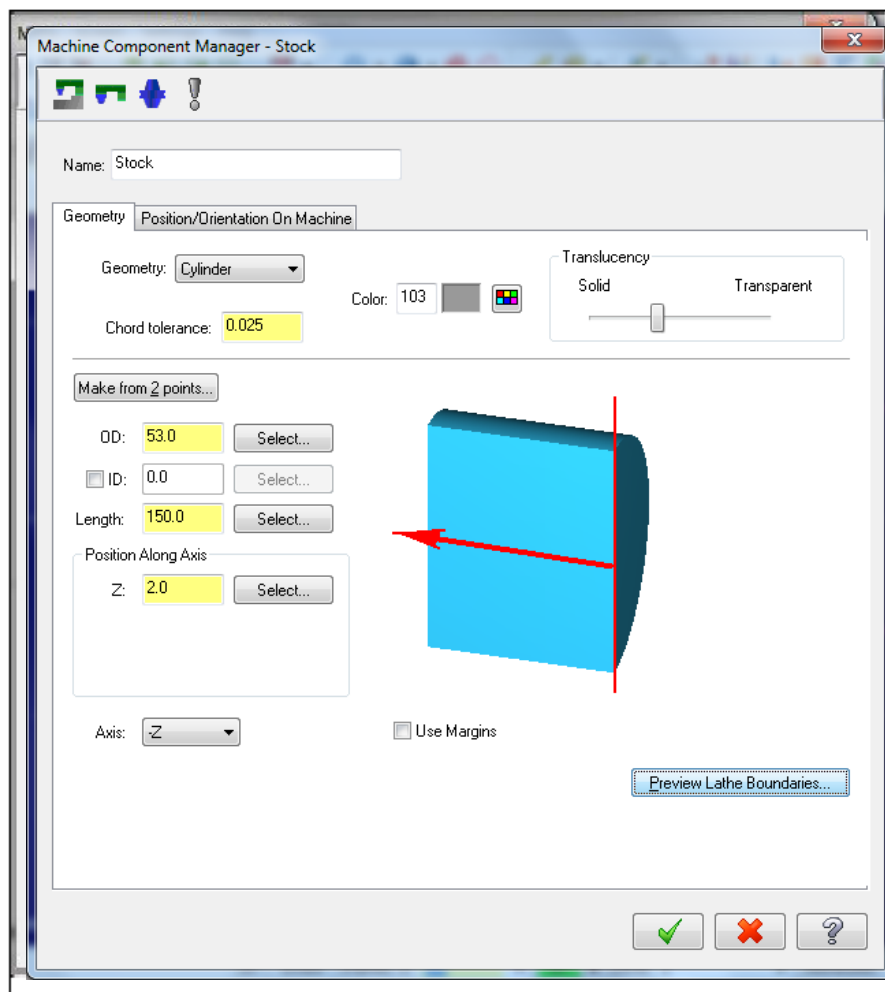 Machine Component Manager - Stock
Name: Stock
Geometry Position/Orientation On Machine
Geometry: Cylinder
Color: 103
Translucency
Solid Transparent
Chord tolerance: 0.025
Make from 2 points...
OD: 53.0 Select...
ID: 0.0 Select...
Length: 150.0 Select...
Position Along Axis
Z: 2.0 Select...
Axis: -Z
Use Margins
Preview Lathe Boundaries...